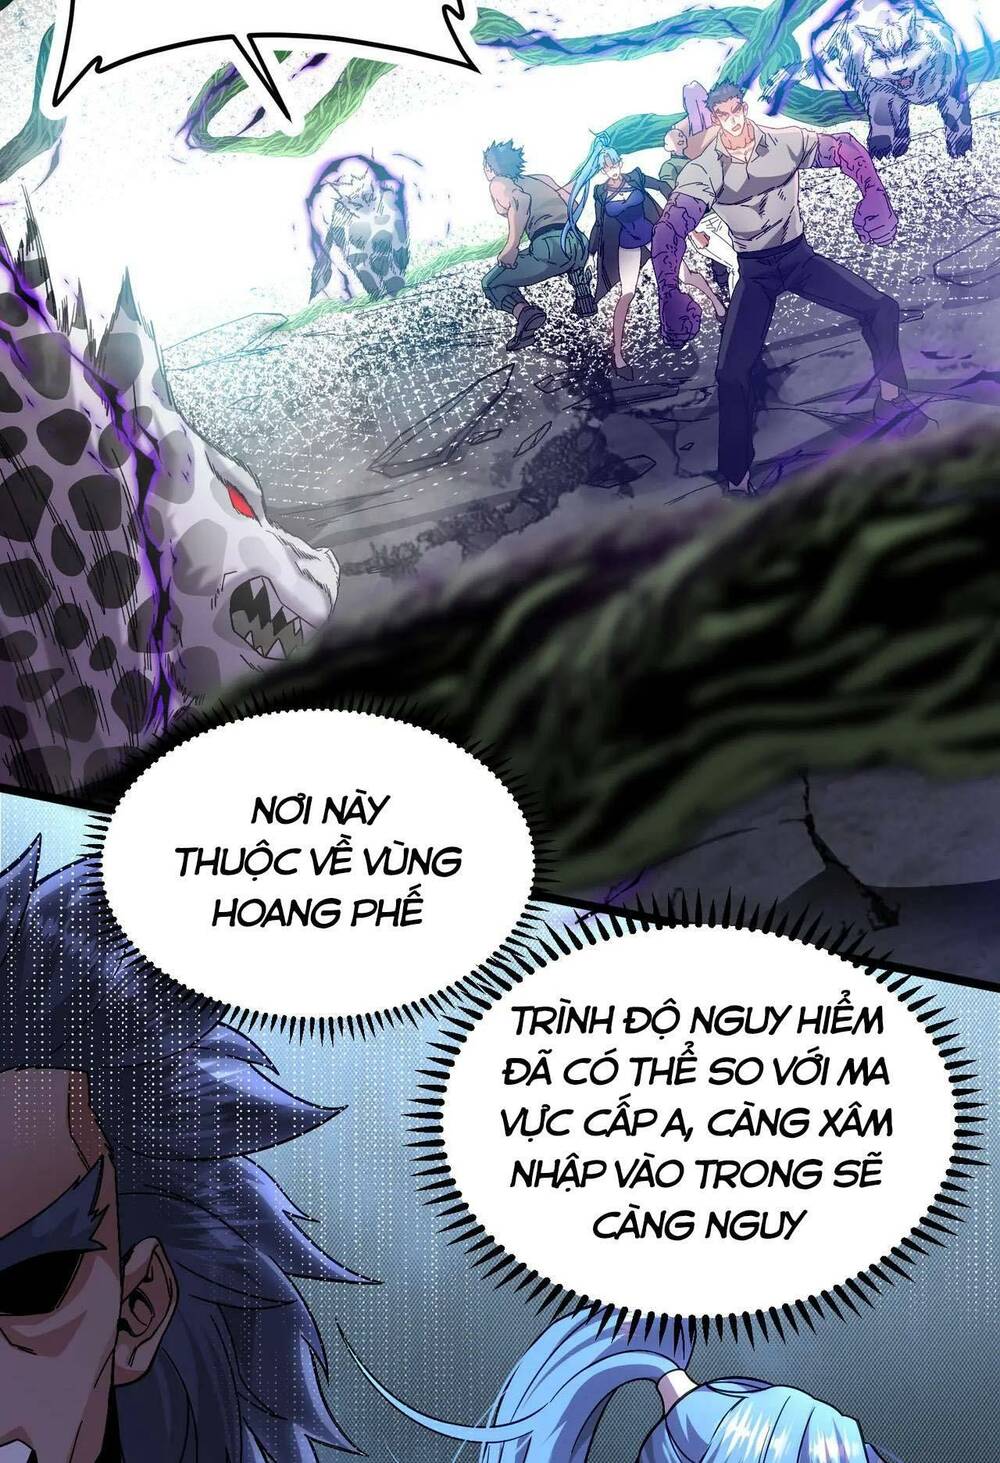 NƠI NÀY
THUỘC VỀ VÙNG
HOANG PHẾ
TRÌNH ĐỘ NGUY HIỂM
ĐÃ CÓ THỂ SO VỚI MA
VỰC CẤP A, CÀNG XÂM
NHẬP VÀO TRONG SẼ
CÀNG NGUY